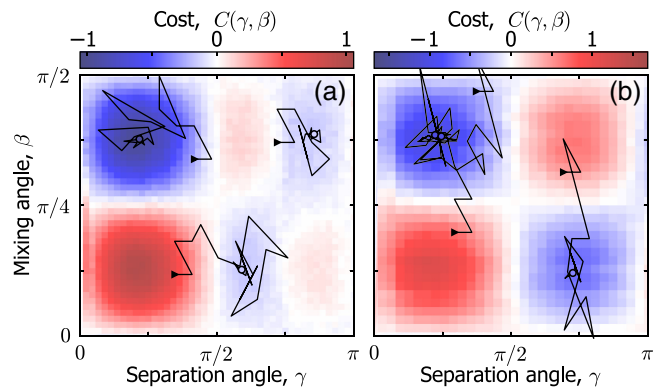 Cost, C(γ, β)
Cost, C(γ, β)
−1 0 1
−1 0 1
(a)
(b)
Mixing angle, β
π/2
π/4
0
0 π/2 π
0 π/2 π
Separation angle, γ
Separation angle, γ